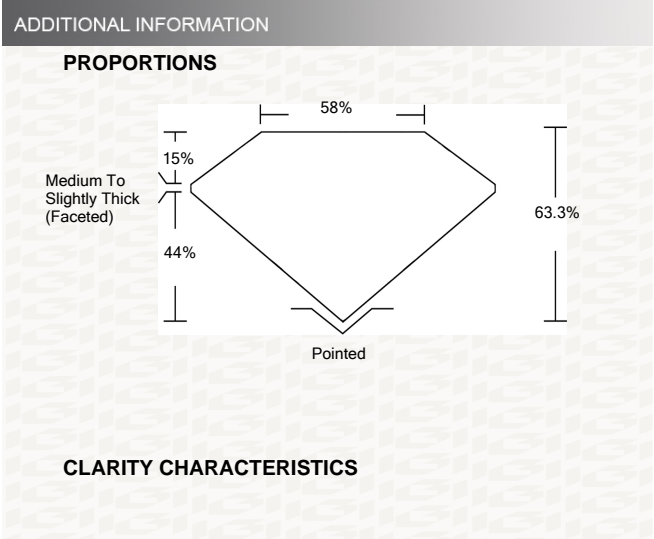 ADDITIONAL INFORMATION
PROPORTIONS
58%
15%
Medium To
Slightly Thick
(Faceted)
63.3%
44%
Pointed
CLARITY CHARACTERISTICS